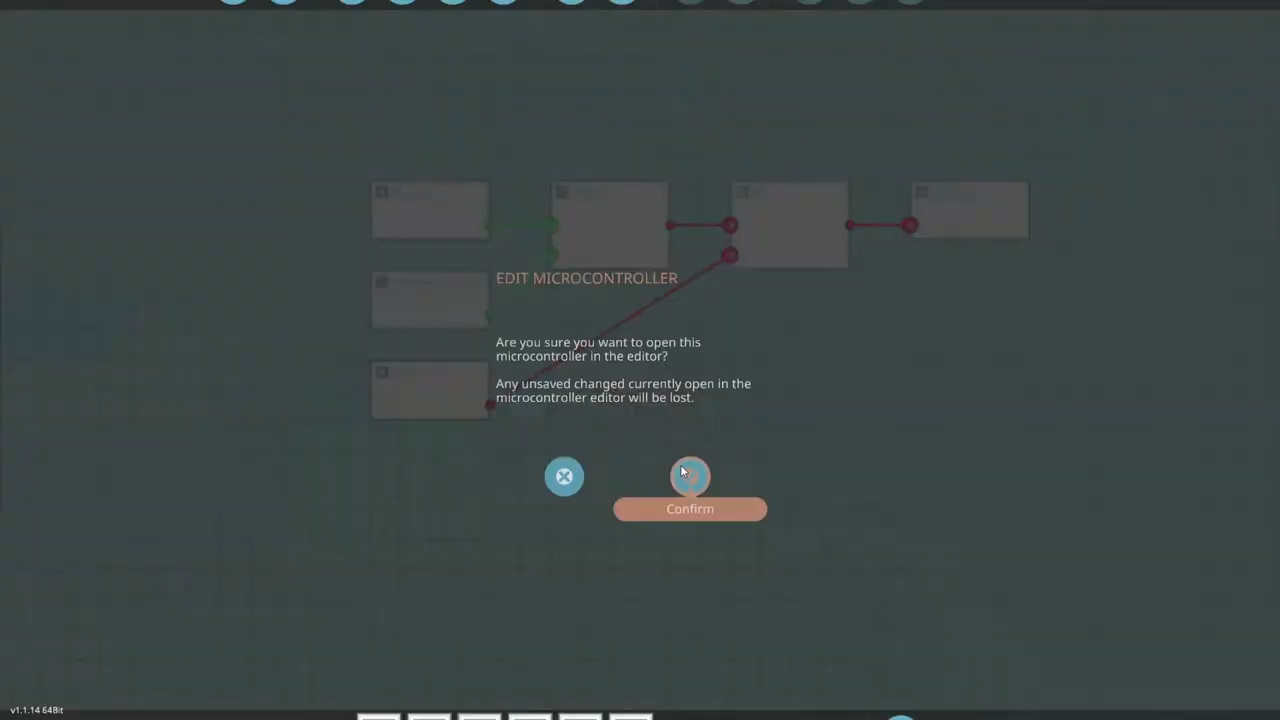 EDIT MICROCONTROLLER
Are you sure you want to open this
microcontroller in the editor?
Any unsaved changed currently open in the
microcontroller editor will be lost.
Confirm
v1.1.14 64Bit